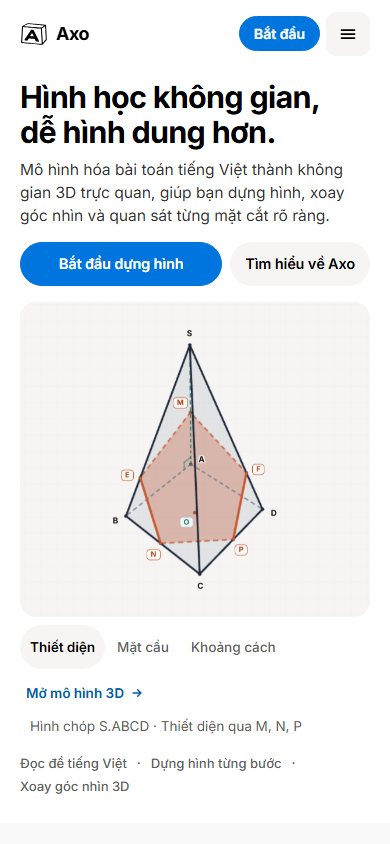 Axo
Bắt đầu
Hình học không gian,
dễ hình dung hơn.
Mô hình hóa bài toán tiếng Việt thành không
gian 3D trực quan, giúp bạn dựng hình, xoay
góc nhìn và quan sát từng mặt cắt rõ ràng.
Bắt đầu dựng hình
Tìm hiểu về Axo
S
M
A
E
F
B
O
D
N
P
C
Thiết diện
Mặt cầu
Khoảng cách
Mở mô hình 3D →
Hình chóp S.ABCD · Thiết diện qua M, N, P
Đọc đề tiếng Việt · Dựng hình từng bước ·
Xoay góc nhìn 3D